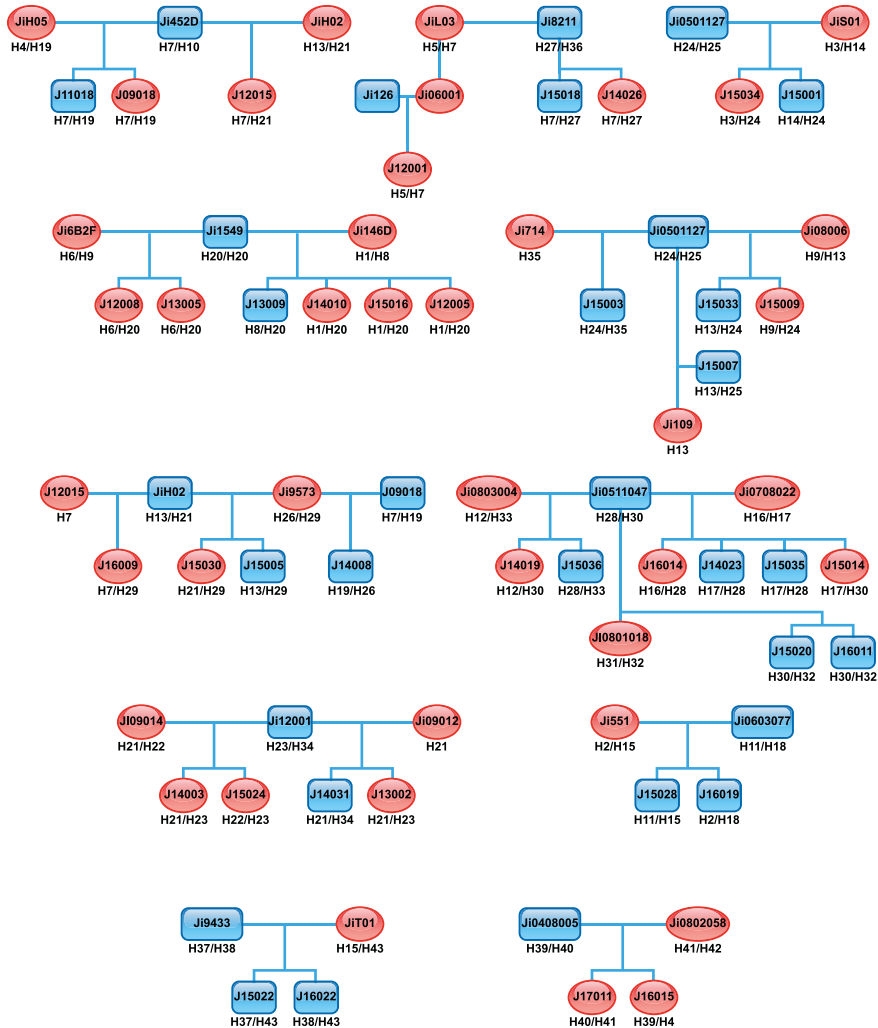 JiH05 Ji452D JiH02 JiL03 Ji8211 Ji0501127 JiS01
H4/H19 H7/H10 H13/H21 H5/H7 H27/H36 H24/H25 H3/H14
J11018 J09018 J12015 Ji126 Ji06001 J15018 J14026 J15034 J15001
H7/H19 H7/H19 H7/H21 H7/H27 H7/H27 H3/H24 H14/H24
J12001
H5/H7
Ji6B2F Ji1549 Ji146D Ji714 Ji0501127 Ji08006
H6/H9 H20/H20 H1/H8 H35 H24/H25 H9/H13
J12008 J13005 J13009 J14010 J15016 J12005 J15003 J15033 J15009
H6/H20 H6/H20 H8/H20 H1/H20 H1/H20 H1/H20 H24/H35 H13/H24 H9/H24
J15007
H13/H25
Ji109
H13
J12015 JiH02 Ji9573 J09018 Ji0803004 Ji0511047 Ji0708022
H7 H13/H21 H26/H29 H7/H19 H12/H33 H28/H30 H16/H17
J16009 J15030 J15005 J14008 J14019 J15036 J16014 J14023 J15035 J15014
H7/H29 H21/H29 H13/H29 H19/H26 H12/H30 H28/H33 H16/H28 H17/H28 H17/H28 H17/H30
JI0801018 J15020 J16011
H31/H32 H30/H32 H30/H32
JI09014 Ji12001 Ji09012 Ji551 Ji0603077
H21/H22 H23/H34 H21 H2/H15 H11/H18
J14003 J15024 J14031 J13002 J15028 J16019
H21/H23 H22/H23 H21/H34 H21/H23 H11/H15 H2/H18
Ji9433 JiT01 Ji0408005 Ji0802058
H37/H38 H15/H43 H39/H40 H41/H42
J15022 J16022 J17011 J16015
H37/H43 H38/H43 H40/H41 H39/H4